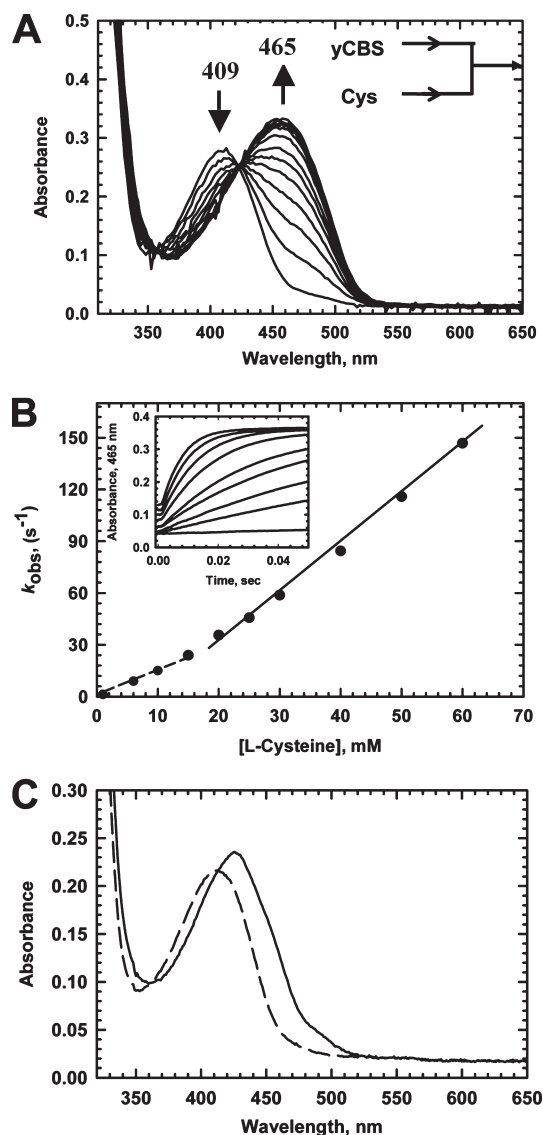 A
409
465
yCBS
Cys
0.5
0.4
0.3
0.2
0.1
0.0
Absorbance
350 400 450 500 550 600 650
Wavelength, nm
B
150
120
90
60
30
0
kobs, (s-1)
0.4
0.3
0.2
0.1
0.0
Absorbance, 465 nm
0.00 0.02 0.04
Time, sec
0 10 20 30 40 50 60 70
[L-Cysteine], mM
C
0.30
0.25
0.20
0.15
0.10
0.05
0.00
Absorbance
350 400 450 500 550 600 650
Wavelength, nm